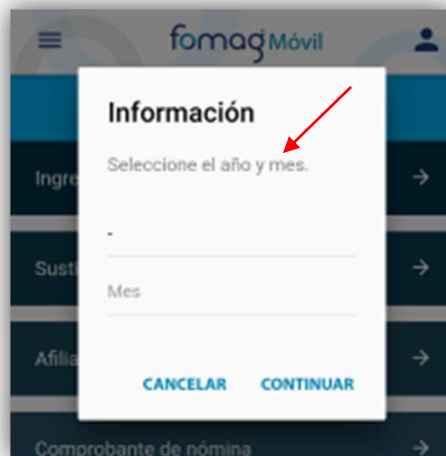 fomag Móvil
Información
Seleccione el año y mes.
Ingre
-
Susti
Mes
Afilia
CANCELAR CONTINUAR
Comprobante de nómina